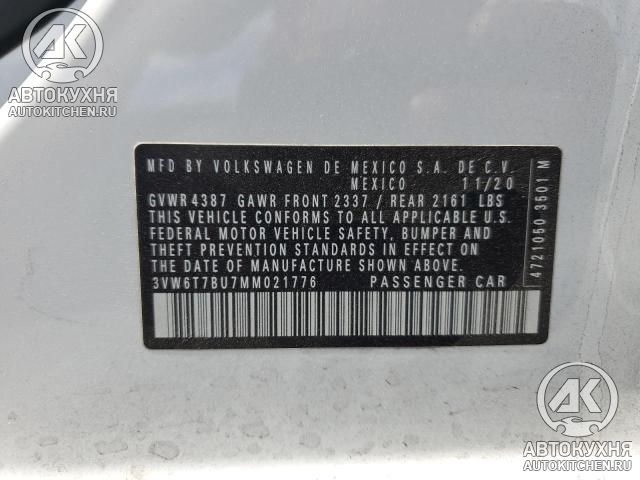 AK
АВТОКУХНЯ
AUTOKITCHEN.RU
MFD BY VOLKSWAGEN DE MEXICO S.A. DE C.V.
MEXICO 11/20
GVWR 4387 GAWR FRONT 2337 / REAR 2161 LBS
THIS VEHICLE CONFORMS TO ALL APPLICABLE U.S.
FEDERAL MOTOR VEHICLE SAFETY, BUMPER AND
THEFT PREVENTION STANDARDS IN EFFECT ON
THE DATE OF MANUFACTURE SHOWN ABOVE.
3VW6T7BU7MM021776 PASSENGER CAR
4721050 3501 M
AK
АВТОКУХНЯ
AUTOKITCHEN.RU